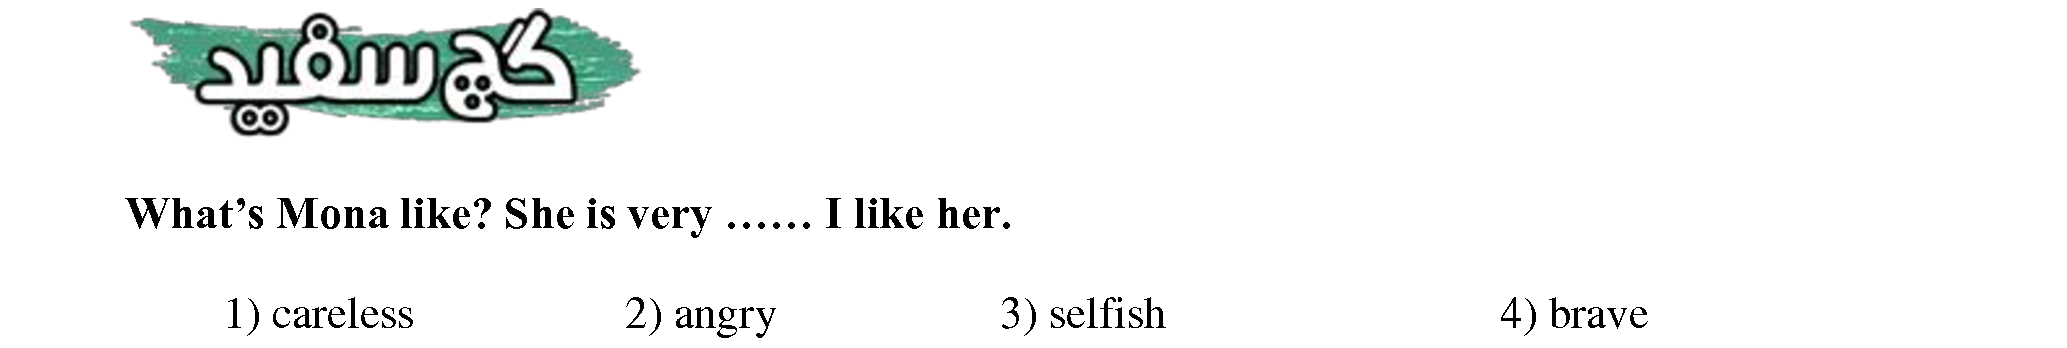 گچ سفید
What’s Mona like? She is very …… I like her.
1) careless 2) angry 3) selfish 4) brave